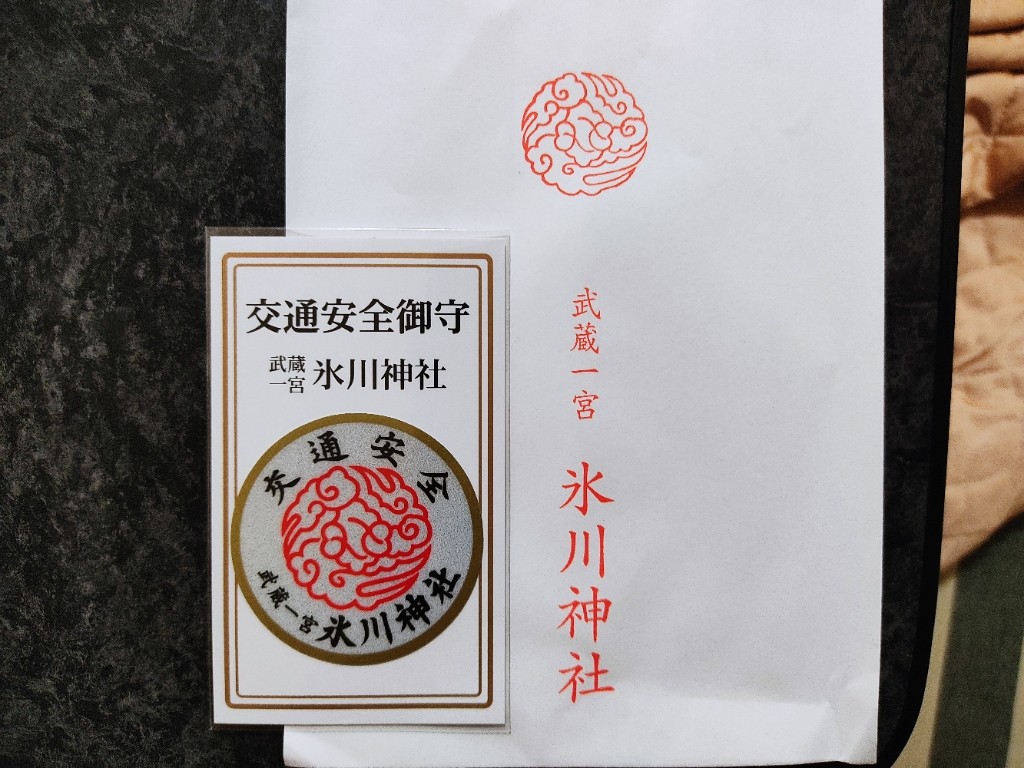 交通安全御守
武蔵
一宮
氷川神社
交通安全
武蔵一宮 氷川神社
武蔵一宮 氷川神社